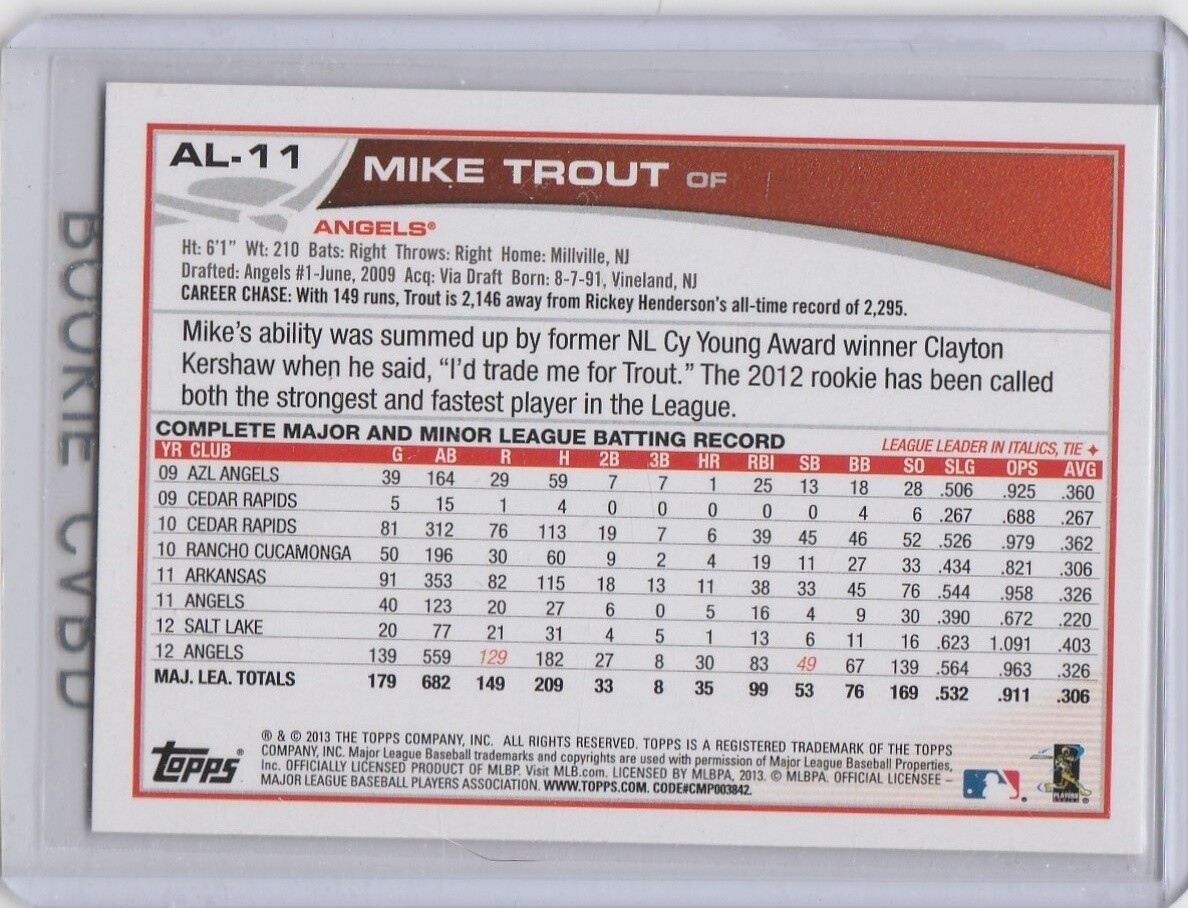 AL-11 MIKE TROUT OF
ANGELS®
Ht: 6'1" Wt: 210 Bats: Right Throws: Right Home: Millville, NJ
Drafted: Angels #1-June, 2009 Acq: Via Draft Born: 8-7-91, Vineland, NJ
CAREER CHASE: With 149 runs, Trout is 2,146 away from Rickey Henderson's all-time record of 2,295.
Mike's ability was summed up by former NL Cy Young Award winner Clayton
Kershaw when he said, "I'd trade me for Trout." The 2012 rookie has been called
both the strongest and fastest player in the League.
COMPLETE MAJOR AND MINOR LEAGUE BATTING RECORD LEAGUE LEADER IN ITALICS, TIE ✦
YR CLUB G AB R H 2B 3B HR RBI SB BB SO SLG OPS AVG
09 AZL ANGELS 39 164 29 59 7 7 1 25 13 18 28 .506 .925 .360
09 CEDAR RAPIDS 5 15 1 4 0 0 0 0 0 4 6 .267 .688 .267
10 CEDAR RAPIDS 81 312 76 113 19 7 6 39 45 46 52 .526 .979 .362
10 RANCHO CUCAMONGA 50 196 30 60 9 2 4 19 11 27 33 .434 .821 .306
11 ARKANSAS 91 353 82 115 18 13 11 38 33 45 76 .544 .958 .326
11 ANGELS 40 123 20 27 6 0 5 16 4 9 30 .390 .672 .220
12 SALT LAKE 20 77 21 31 4 5 1 13 6 11 16 .623 1.091 .403
12 ANGELS 139 559 129 182 27 8 30 83 49 67 139 .564 .963 .326
MAJ. LEA. TOTALS 179 682 149 209 33 8 35 99 53 76 169 .532 .911 .306
topps®
® & © 2013 THE TOPPS COMPANY, INC. ALL RIGHTS RESERVED. TOPPS IS A REGISTERED TRADEMARK OF THE TOPPS
COMPANY, INC. Major League Baseball trademarks and copyrights are used with permission of Major League Baseball Properties,
Inc. OFFICIALLY LICENSED PRODUCT OF MLBP. Visit MLB.com. LICENSED BY MLBPA, 2013. © MLBPA. OFFICIAL LICENSEE –
MAJOR LEAGUE BASEBALL PLAYERS ASSOCIATION. WWW.TOPPS.COM. CODE#CMP003842.
PLAYERS